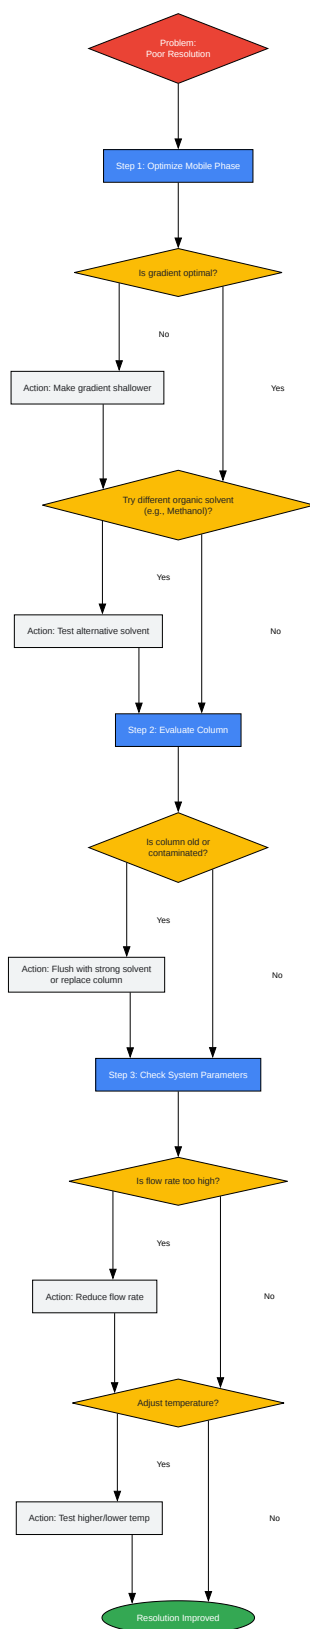 Problem:
Poor Resolution
Step 1: Optimize Mobile Phase
Is gradient optimal?
No
Action: Make gradient shallower
Yes
Try different organic solvent
(e.g., Methanol)?
Yes
Action: Test alternative solvent
No
Step 2: Evaluate Column
Is column old or
contaminated?
Yes
Action: Flush with strong solvent
or replace column
No
Step 3: Check System Parameters
Is flow rate too high?
Yes
Action: Reduce flow rate
No
Adjust temperature?
Yes
Action: Test higher/lower temp
No
Resolution Improved